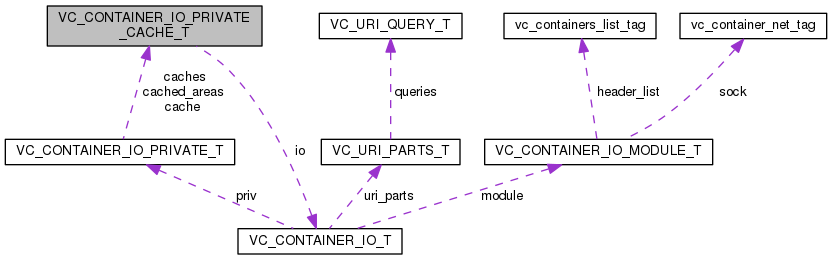 VC_CONTAINER_IO_PRIVATE
_CACHE_T
VC_URI_QUERY_T
vc_containers_list_tag
vc_container_net_tag
caches
cached_areas
cache
queries
header_list
sock
VC_CONTAINER_IO_PRIVATE_T
io
VC_URI_PARTS_T
VC_CONTAINER_IO_MODULE_T
priv
uri_parts
module
VC_CONTAINER_IO_T